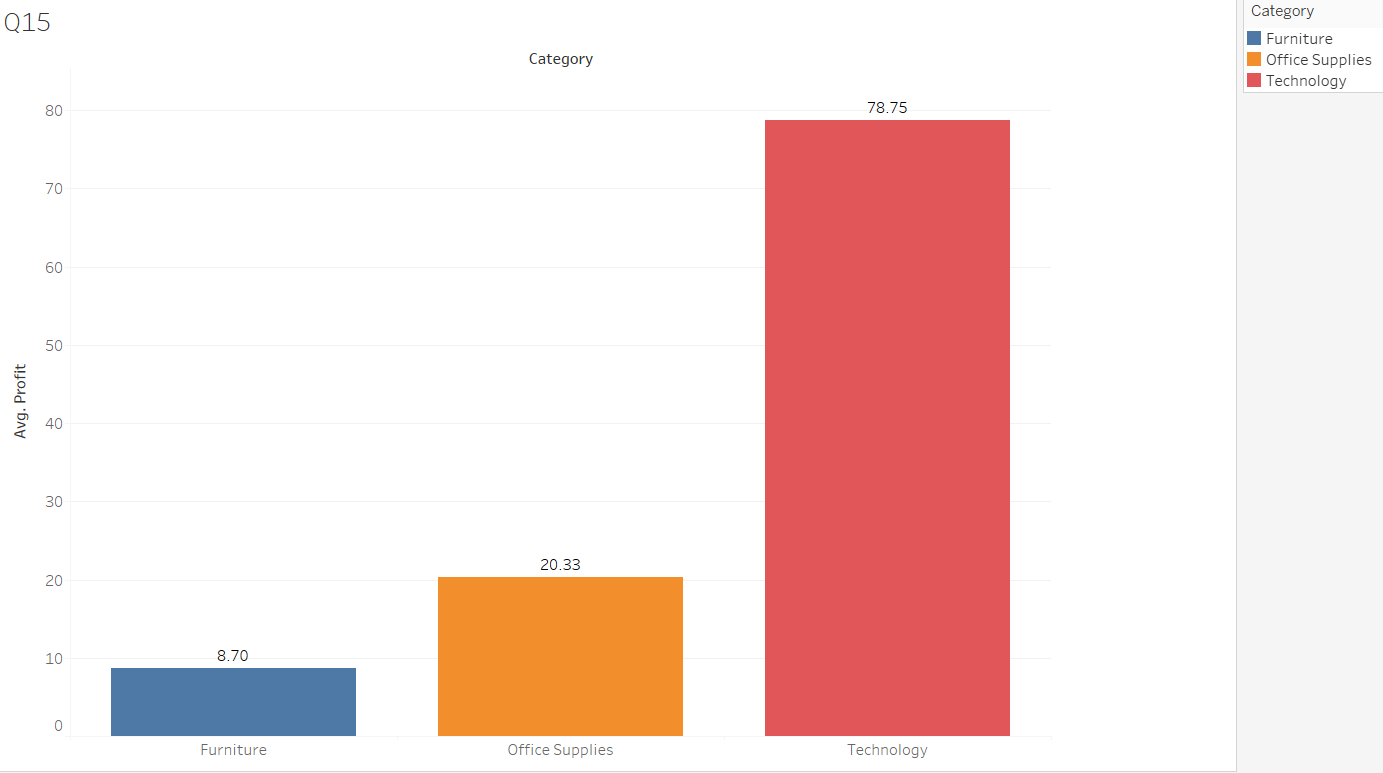 Q15
Category
80
70
60
50
40
30
20
10
0
Avg. Profit
8.70
20.33
78.75
Furniture
Office Supplies
Technology
Category
Furniture
Office Supplies
Technology